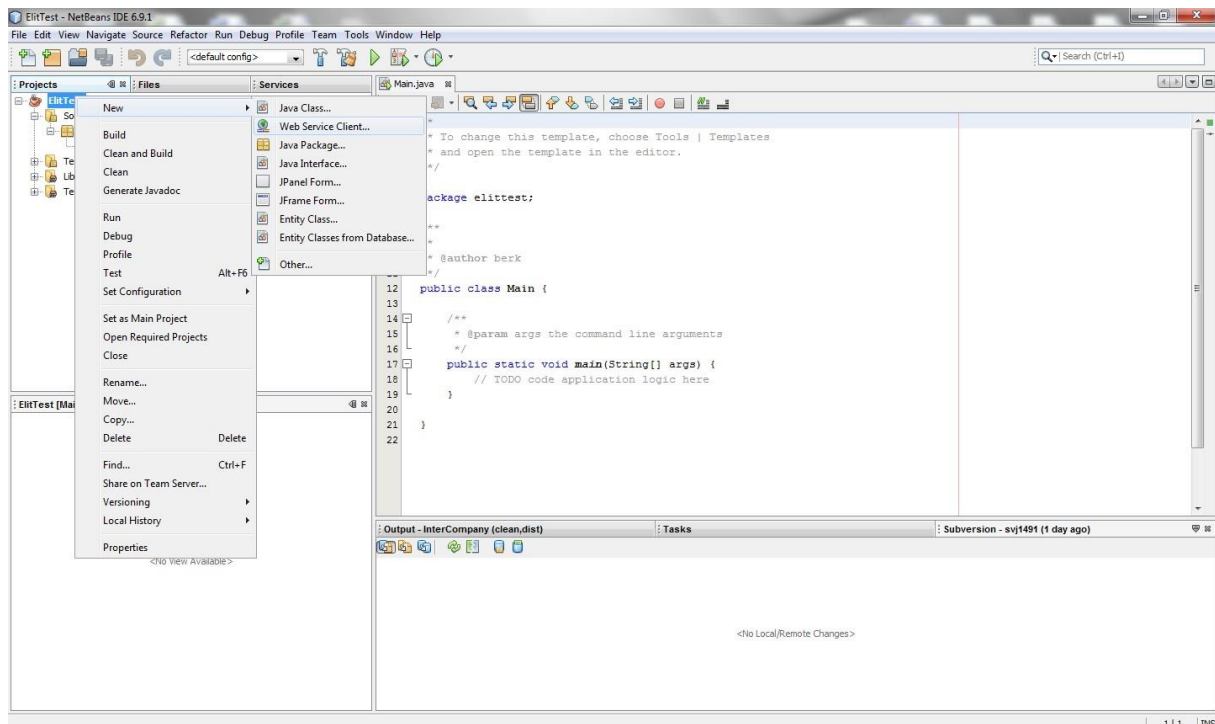 ElitTest - NetBeans IDE 6.9.1
File Edit View Navigate Source Refactor Run Debug Profile Team Tools Window Help
<default config>
Search (Ctrl+I)
Projects
Files
Services
Main.java
ElitTe
So
Te
Lib
Te
New
Build
Clean and Build
Clean
Generate Javadoc
Run
Debug
Profile
Test Alt+F6
Set Configuration
Set as Main Project
Open Required Projects
Close
Rename...
Move...
Copy...
Delete Delete
Find... Ctrl+F
Share on Team Server...
Versioning
Local History
Properties
Java Class...
Web Service Client...
Java Package...
Java Interface...
JPanel Form...
JFrame Form...
Entity Class...
Entity Classes from Database...
Other...
*
* To change this template, choose Tools | Templates
* and open the template in the editor.
*/
ackage elittest;
**
*
* @author berk
*/
12 public class Main {
13
14 /**
15 * @param args the command line arguments
16 */
17 public static void main(String[] args) {
18 // TODO code application logic here
19 }
20
21 }
22
ElitTest [Mai
<No View Available>
Output - InterCompany (clean,dist)
Tasks
Subversion - svj1491 (1 day ago)
<No Local/Remote Changes>
1 | 1 INS